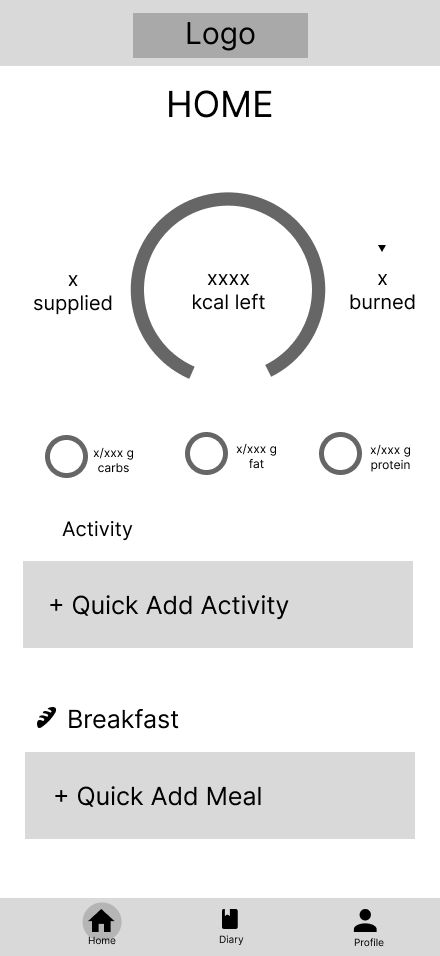 Logo
HOME
x
supplied
xxxx
kcal left
x
burned
x/xxx g
carbs
x/xxx g
fat
x/xxx g
protein
Activity
+ Quick Add Activity
Breakfast
+ Quick Add Meal
Home
Diary
Profile